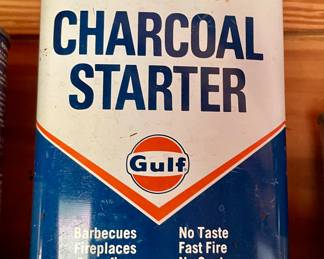 CHARCOAL
STARTER
Gulf
Barbecues No Taste
Fireplaces Fast Fire